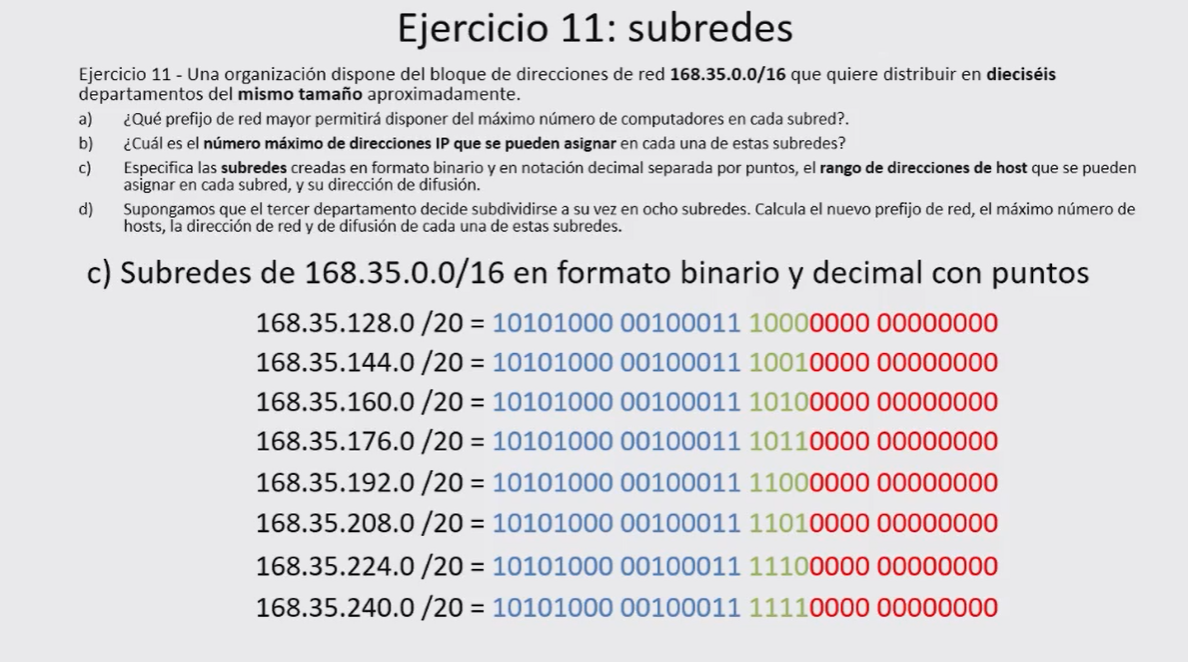 Ejercicio 11: subredes
Ejercicio 11 - Una organización dispone del bloque de direcciones de red 168.35.0.0/16 que quiere distribuir en dieciséis
departamentos del mismo tamaño aproximadamente.
a) ¿Qué prefijo de red mayor permitirá disponer del máximo número de computadores en cada subred?.
b) ¿Cuál es el número máximo de direcciones IP que se pueden asignar en cada una de estas subredes?
c) Especifica las subredes creadas en formato binario y en notación decimal separada por puntos, el rango de direcciones de host que se pueden
asignar en cada subred, y su dirección de difusión.
d) Supongamos que el tercer departamento decide subdividirse a su vez en ocho subredes. Calcula el nuevo prefijo de red, el máximo número de
hosts, la dirección de red y de difusión de cada una de estas subredes.
c) Subredes de 168.35.0.0/16 en formato binario y decimal con puntos
168.35.128.0 /20 = 10101000 00100011 10000000 00000000
168.35.144.0 /20 = 10101000 00100011 10010000 00000000
168.35.160.0 /20 = 10101000 00100011 10100000 00000000
168.35.176.0 /20 = 10101000 00100011 10110000 00000000
168.35.192.0 /20 = 10101000 00100011 11000000 00000000
168.35.208.0 /20 = 10101000 00100011 11010000 00000000
168.35.224.0 /20 = 10101000 00100011 11100000 00000000
168.35.240.0 /20 = 10101000 00100011 11110000 00000000